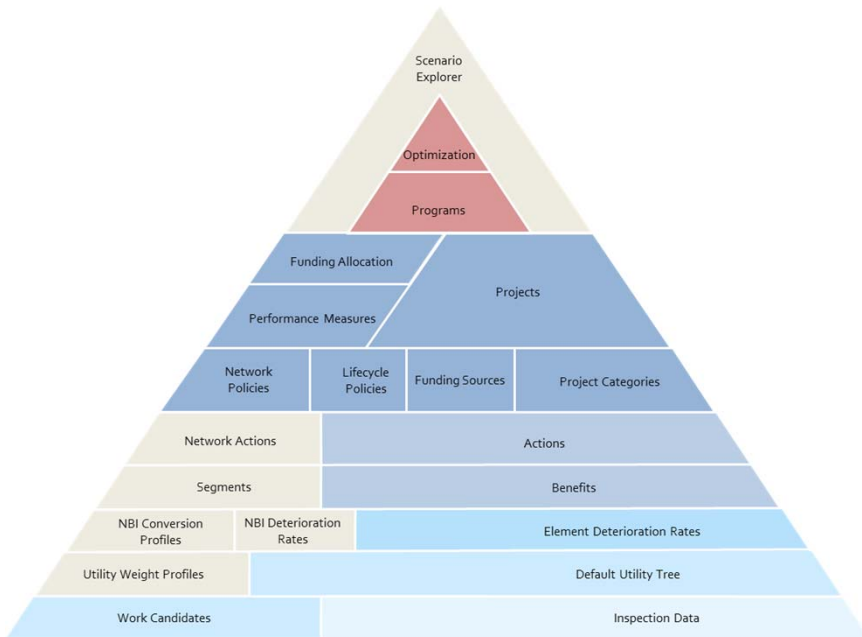 Scenario
Explorer
Optimization
Programs
Funding Allocation
Projects
Performance Measures
Network
Policies
Lifecycle
Policies
Funding Sources
Project Categories
Network Actions
Actions
Segments
Benefits
NBI Conversion
Profiles
NBI Deterioration
Rates
Element Deterioration Rates
Utility Weight Profiles
Default Utility Tree
Work Candidates
Inspection Data